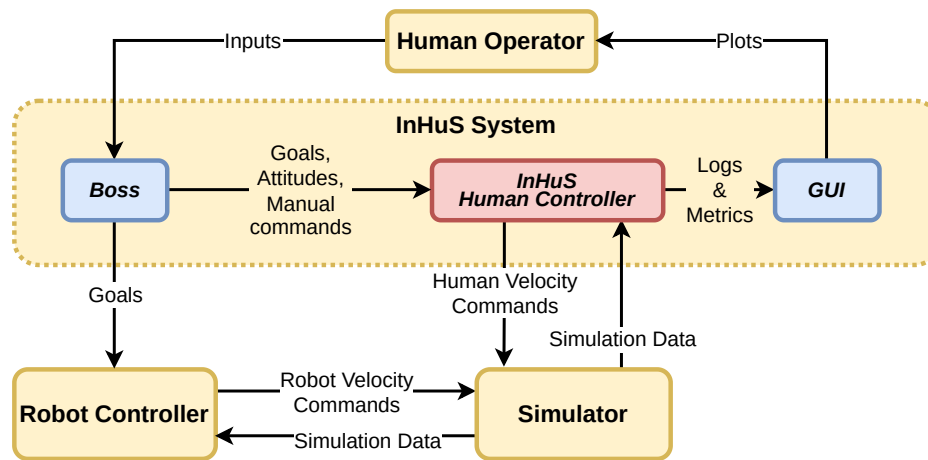 Inputs
Human Operator
Plots
InHuS System
Boss
Goals,
Attitudes,
Manual
commands
InHuS
Human Controller
Logs
&
Metrics
GUI
Goals
Human Velocity
Commands
Simulation Data
Robot Controller
Robot Velocity
Commands
Simulation Data
Simulator